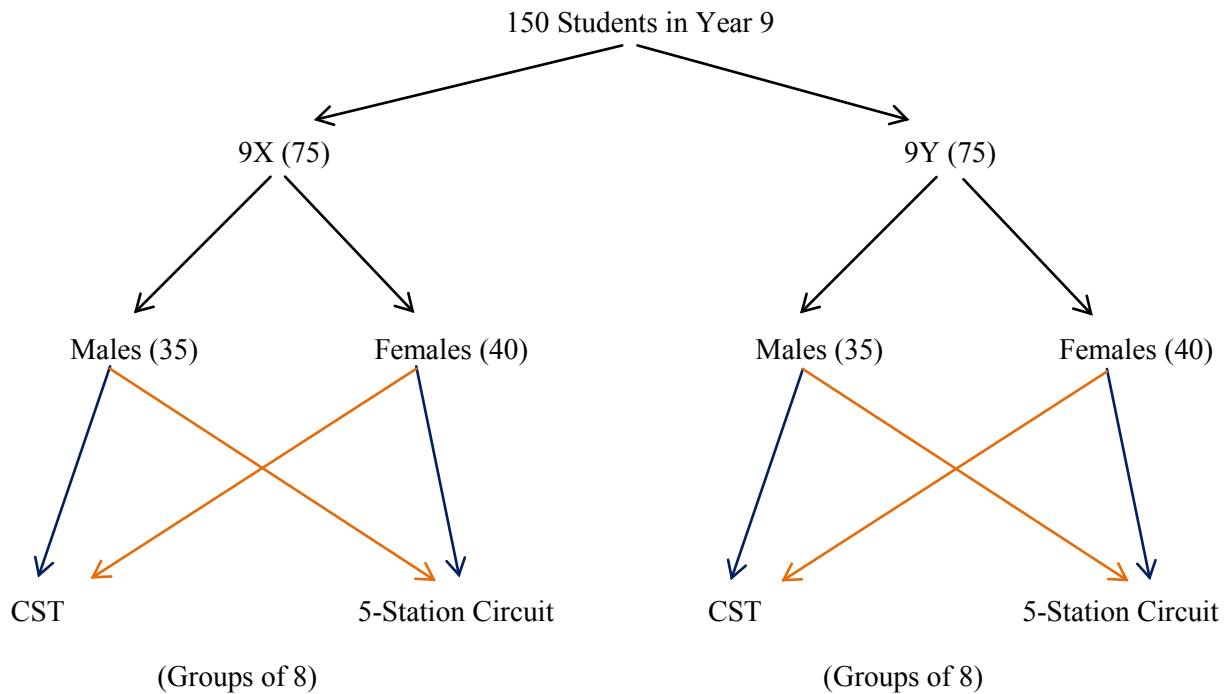 150 Students in Year 9
9X (75)
9Y (75)
Males (35)
Females (40)
Males (35)
Females (40)
CST
5-Station Circuit
CST
5-Station Circuit
(Groups of 8)
(Groups of 8)